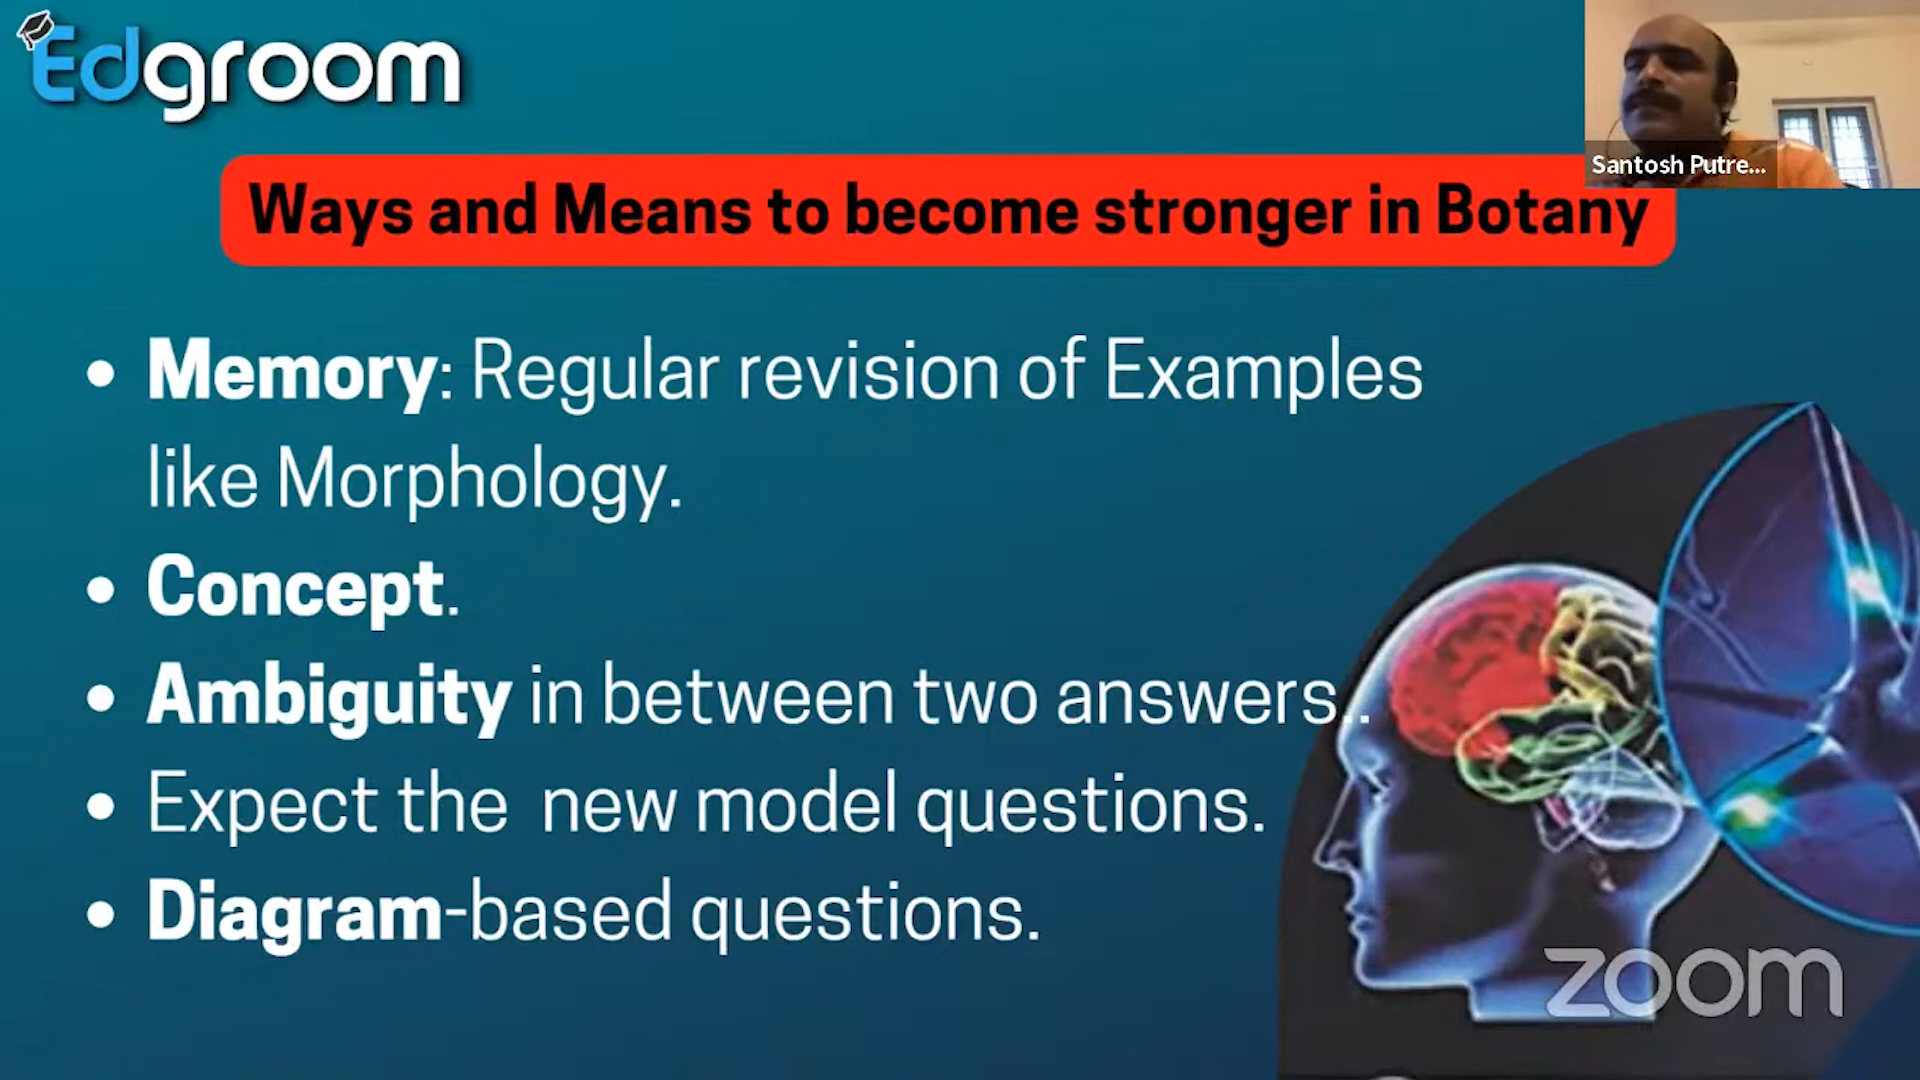 Edgroom
Santosh Putre...
Ways and Means to become stronger in Botany
• Memory: Regular revision of Examples
like Morphology.
• Concept.
• Ambiguity in between two answers..
• Expect the new model questions.
• Diagram-based questions.
zoom